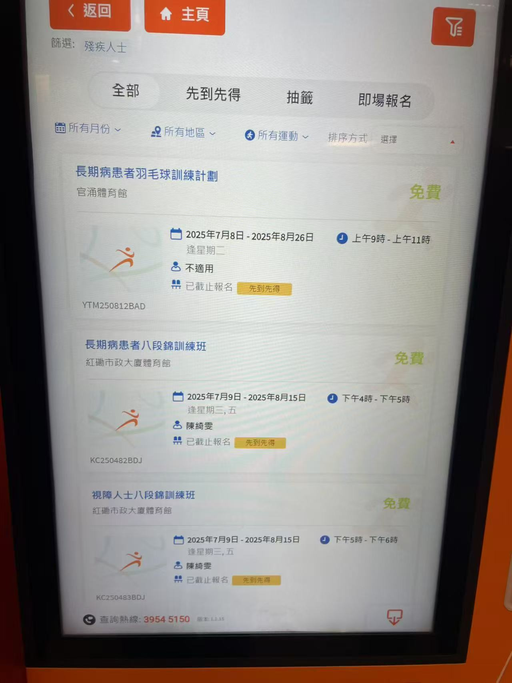 返回
主頁
篩選: 殘疾人士
全部 先到先得 抽籤 即場報名
所有月份 所有地區 所有運動 排序方式 選擇
長期病患者羽毛球訓練計劃
官涌體育館
免費
2025年7月8日 - 2025年8月26日
上午9時 - 上午11時
逢星期二
不適用
已截止報名 先到先得
YTM250812BAD
長期病患者八段錦訓練班
紅磡市政大廈體育館
免費
2025年7月9日 - 2025年8月15日
下午4時 - 下午5時
逢星期三, 五
陳綺雯
已截止報名 先到先得
KC250482BDJ
視障人士八段錦訓練班
紅磡市政大廈體育館
免費
2025年7月9日 - 2025年8月15日
下午5時 - 下午6時
逢星期三, 五
陳綺雯
已截止報名 先到先得
KC250483BDJ
查詢熱線: 3954 5150